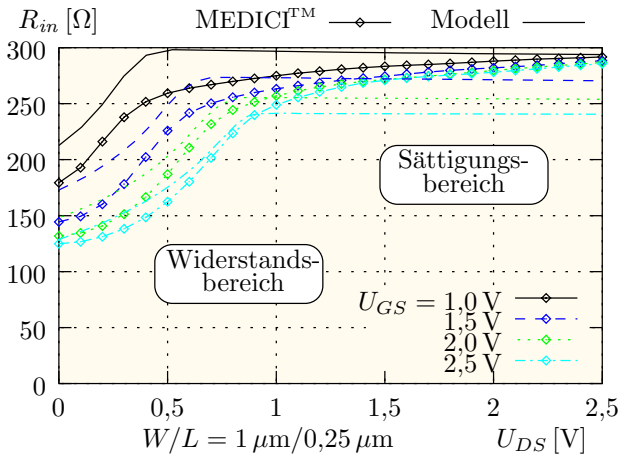 R_in [Ω] MEDICI™ Modell
300
250
200
150
100
50
0
Sättigungs-
bereich
Widerstands-
bereich
U_GS = 1,0 V
1,5 V
2,0 V
2,5 V
0 0,5 1 1,5 2 2,5
W/L = 1 μm/0,25 μm U_DS [V]